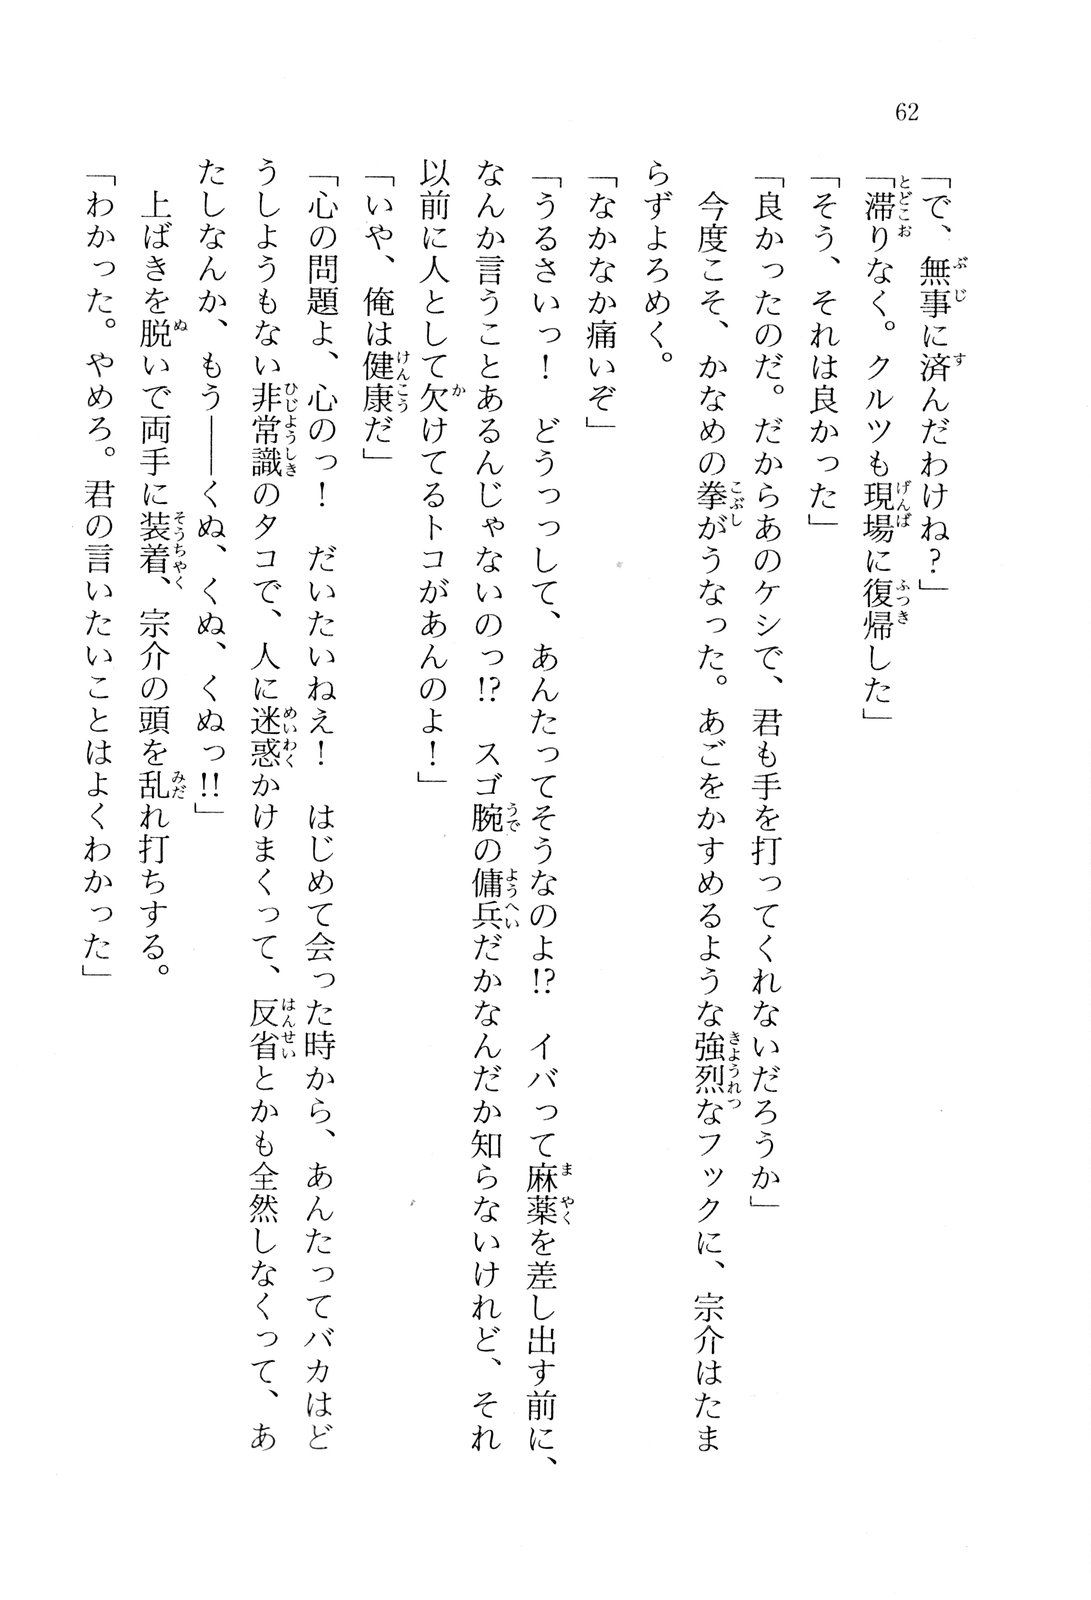 62
「で、無事に済んだわけね？」
「滞りなく。クルツも現場に復帰した」
「そう、それは良かった」
「良かったのだ。だからあのケシで、君も手を打ってくれないだろうか」
　今度こそ、かなめの拳がうなった。あごをかすめるような強烈なフックに、宗介はたま
らずよろめく。
「なかなか痛いぞ」
「うるさいっ！　どうっっして、あんたってそうなのよ!?　イバって麻薬を差し出す前に、
なんか言うことあるんじゃないのっ!?　スゴ腕の傭兵だかなんだか知らないけれど、それ
以前に人として欠けてるトコがあんのよ！」
「いや、俺は健康だ」
「心の問題よ、心のっ！　だいたいねえ！　はじめて会った時から、あんたってバカはど
うしようもない非常識のタコで、人に迷惑かけまくって、反省とかも全然しなくって、あ
たしなんか、もう――くぬ、くぬ、くぬっ!!」
　上ばきを脱いで両手に装着、宗介の頭を乱れ打ちする。
「わかった。やめろ。君の言いたいことはよくわかった」